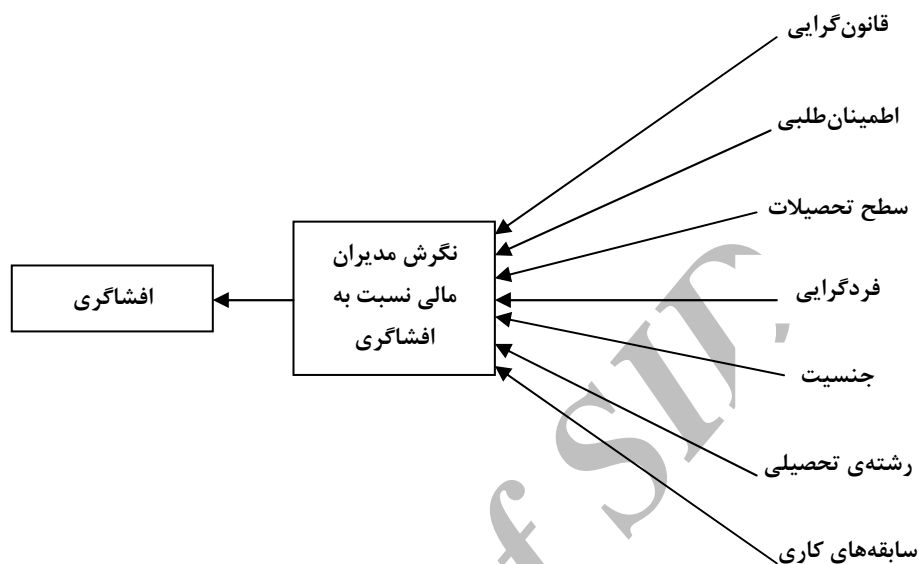 قانون‌گرایی
اطمینان‌طلبی
سطح تحصیلات
فردگرایی
جنسیت
رشته‌ی تحصیلی
سابقه‌های کاری
نگرش مدیران
مالی نسبت به
افشاگری
افشاگری
f SID